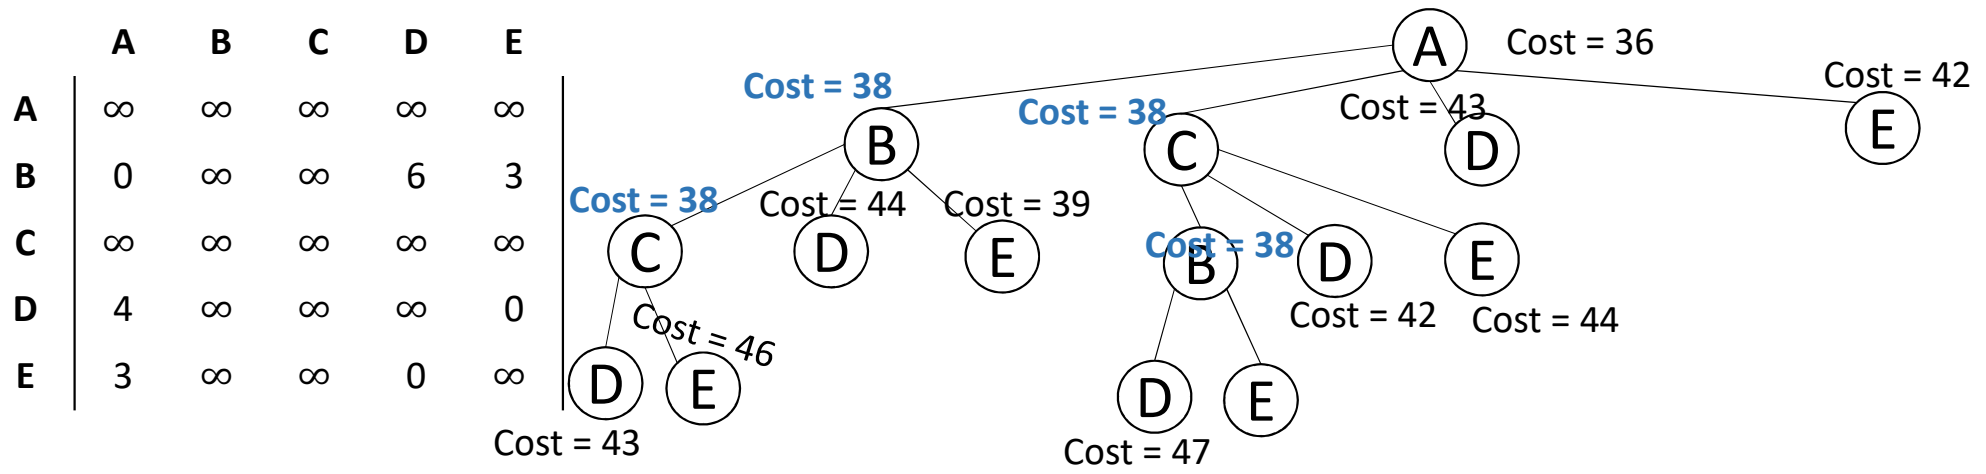 A B C D E
A ∞ ∞ ∞ ∞ ∞
B 0 ∞ ∞ 6 3
C ∞ ∞ ∞ ∞ ∞
D 4 ∞ ∞ ∞ 0
E 3 ∞ ∞ 0 ∞
A
Cost = 36
Cost = 38
B
Cost = 38
C
Cost = 43
D
Cost = 42
E
Cost = 38
C
Cost = 44
D
Cost = 39
E
Cost = 38
B
D
Cost = 42
E
Cost = 44
D
Cost = 43
Cost = 46
E
D
Cost = 47
E